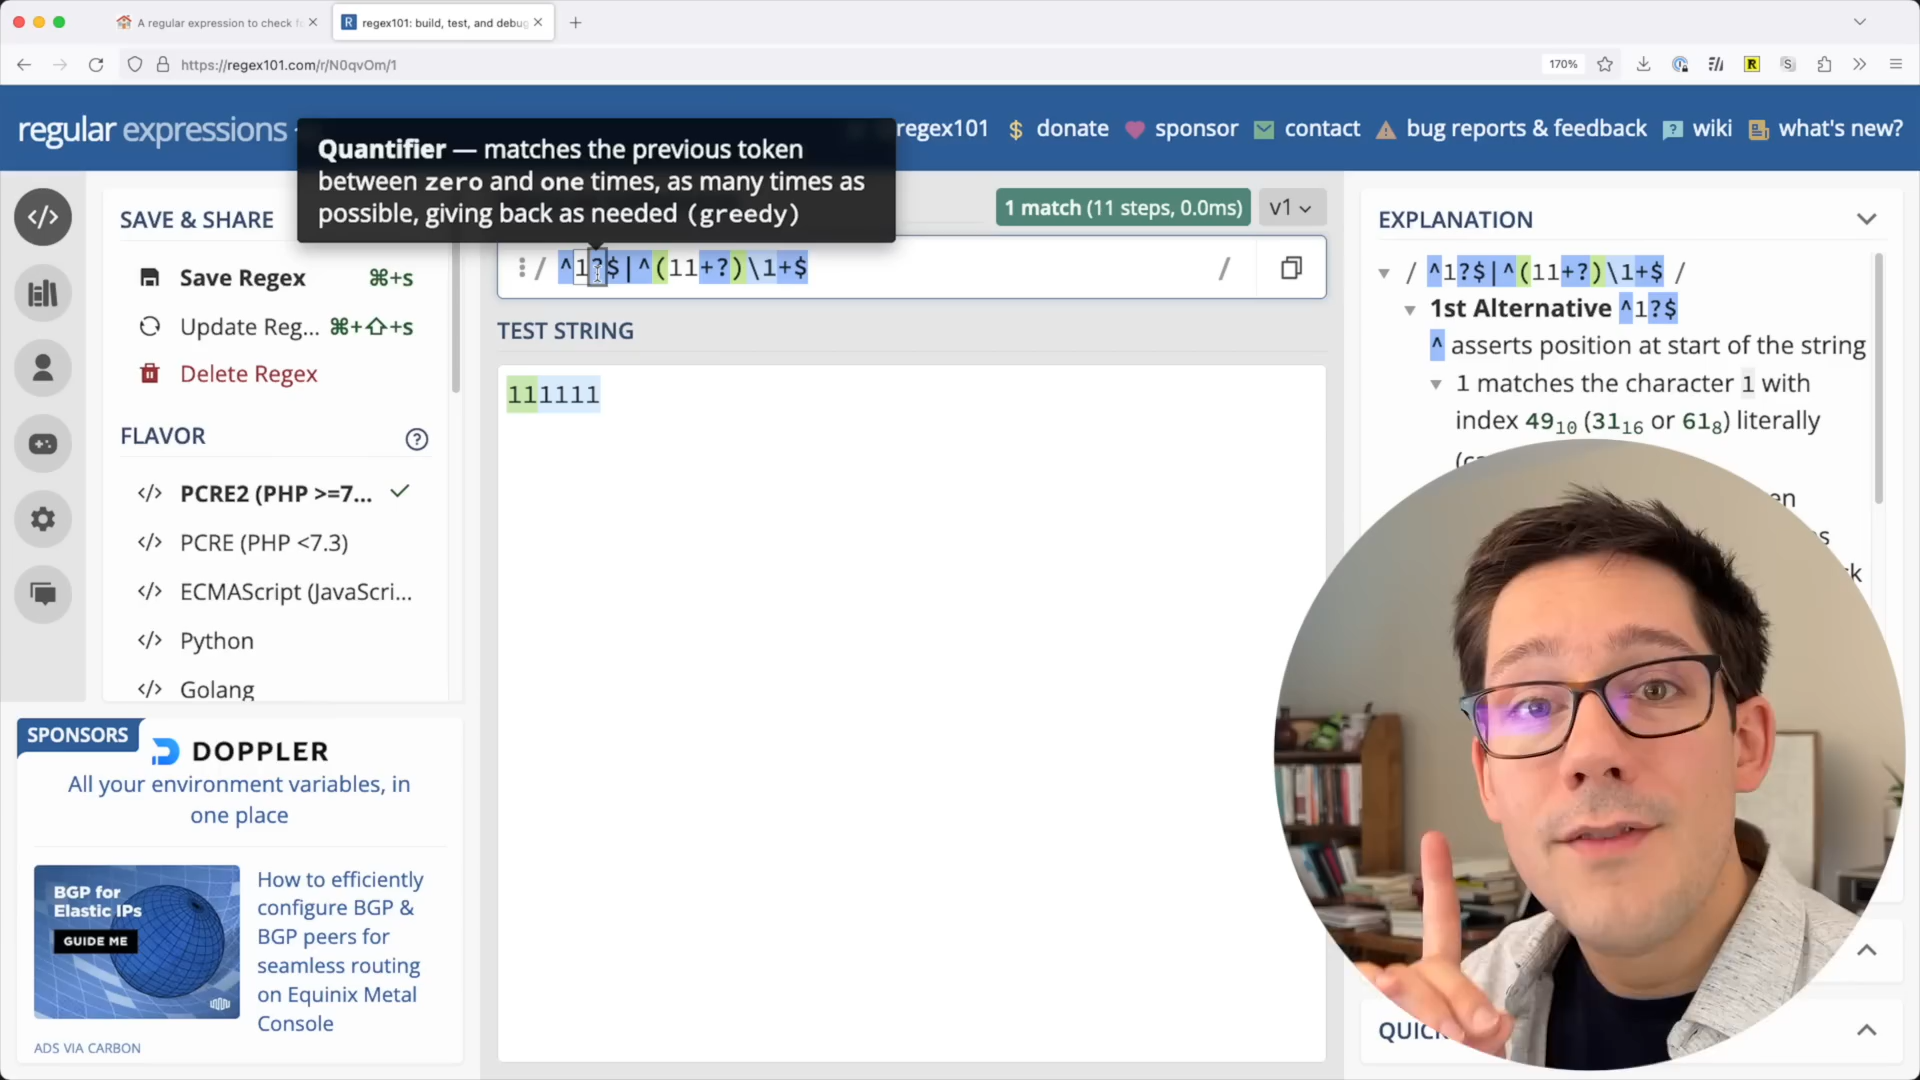 A regular expression to check f
regex101: build, test, and debug
https://regex101.com/r/N0qvOm/1
170%
regular expressions
regex101
donate
sponsor
contact
bug reports & feedback
wiki
what's new?
Quantifier — matches the previous token
between zero and one times, as many times as
possible, giving back as needed (greedy)
SAVE & SHARE
Save Regex ⌘+s
Update Reg... ⌘+⇧+s
Delete Regex
FLAVOR
</> PCRE2 (PHP >=7...
</> PCRE (PHP <7.3)
</> ECMAScript (JavaScri...
</> Python
</> Golang
1 match (11 steps, 0.0ms)
v1
/ ^1?$|^(11+?)\1+$ /
TEST STRING
111111
EXPLANATION
/ ^1?$|^(11+?)\1+$ /
1st Alternative ^1?$
^ asserts position at start of the string
1 matches the character 1 with
index 49₁₀ (31₁₆ or 61₈) literally
en
s
k
QUICK
SPONSORS
DOPPLER
All your environment variables, in
one place
BGP for
Elastic IPs
GUIDE ME
How to efficiently
configure BGP &
BGP peers for
seamless routing
on Equinix Metal
Console
ADS VIA CARBON